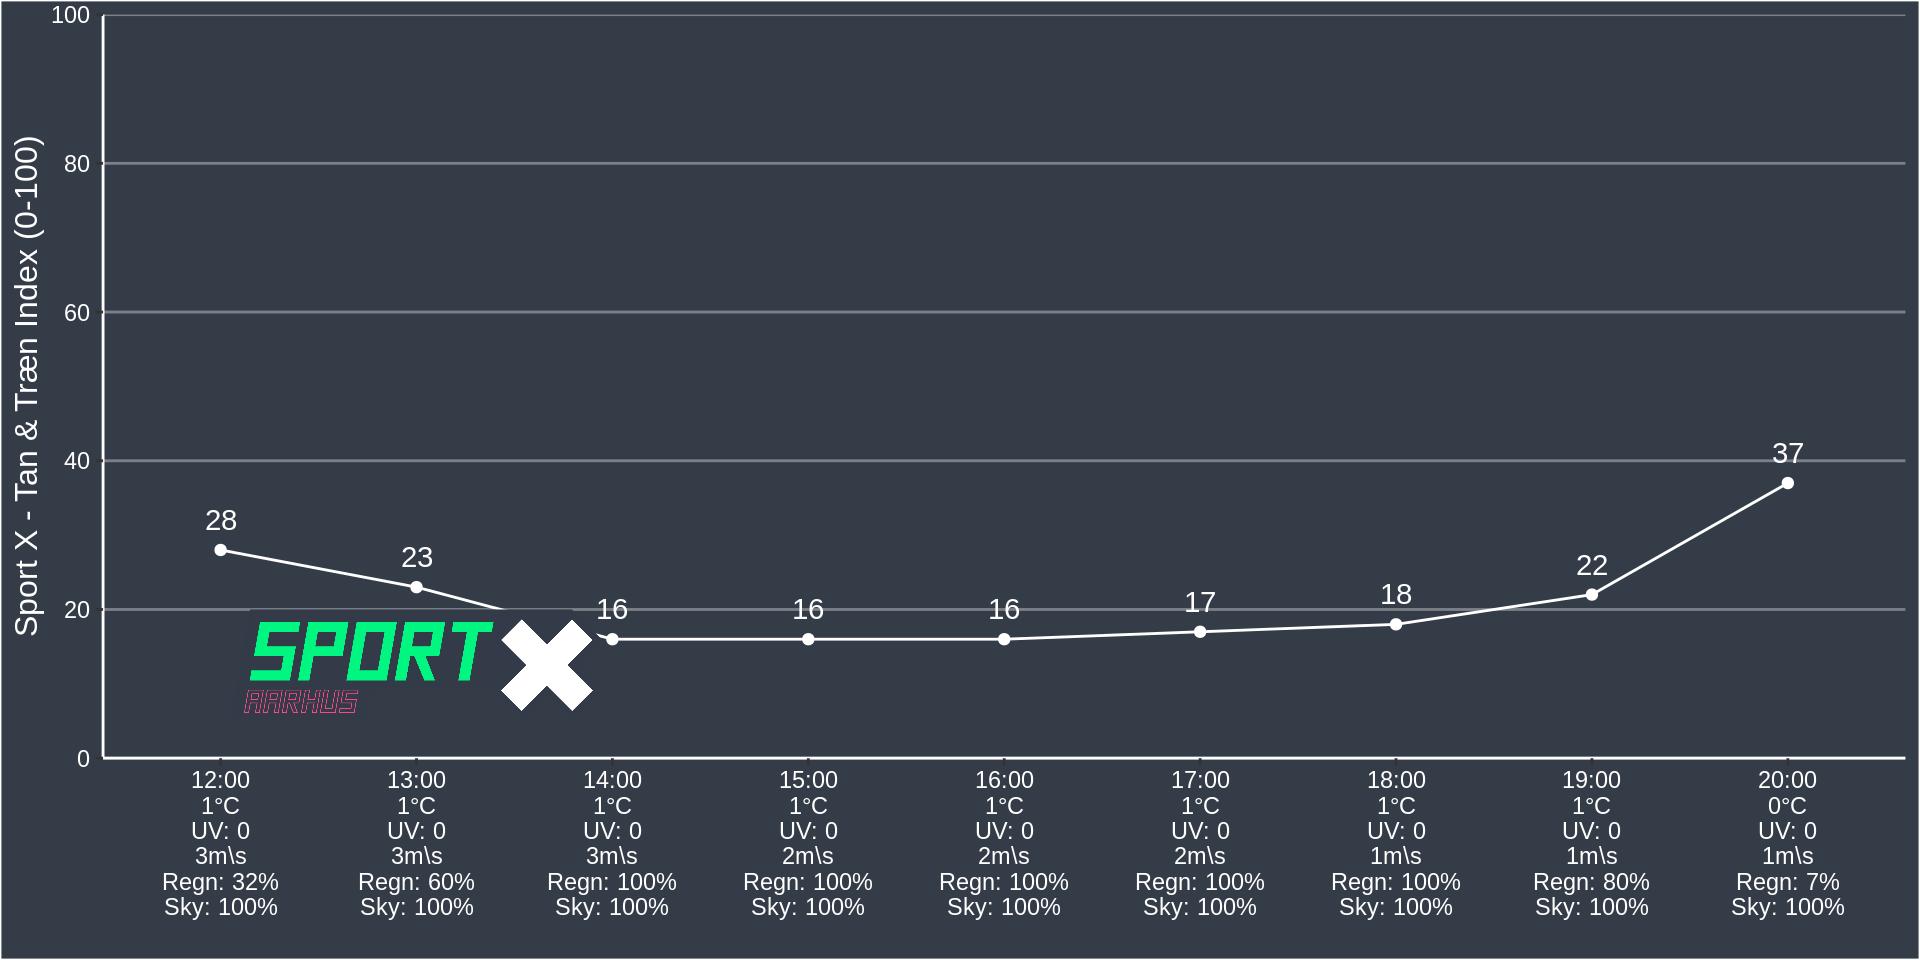 Sport X - Tan & Træn Index (0-100)
100
80
60
40
20
0
28
23
16
16
16
17
18
22
37
SPORT X
AARHUS
12:00 13:00 14:00 15:00 16:00 17:00 18:00 19:00 20:00
1°C 1°C 1°C 1°C 1°C 1°C 1°C 1°C 0°C
UV: 0 UV: 0 UV: 0 UV: 0 UV: 0 UV: 0 UV: 0 UV: 0 UV: 0
3m\s 3m\s 3m\s 2m\s 2m\s 2m\s 1m\s 1m\s 1m\s
Regn: 32% Regn: 60% Regn: 100% Regn: 100% Regn: 100% Regn: 100% Regn: 100% Regn: 80% Regn: 7%
Sky: 100% Sky: 100% Sky: 100% Sky: 100% Sky: 100% Sky: 100% Sky: 100% Sky: 100% Sky: 100%